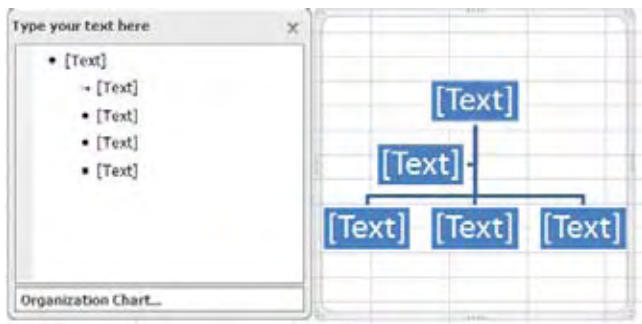 Type your text here ×
• [Text]
→ [Text]
• [Text]
• [Text]
▪ [Text]
Organization Chart...
[Text]
[Text]
[Text] [Text] [Text]